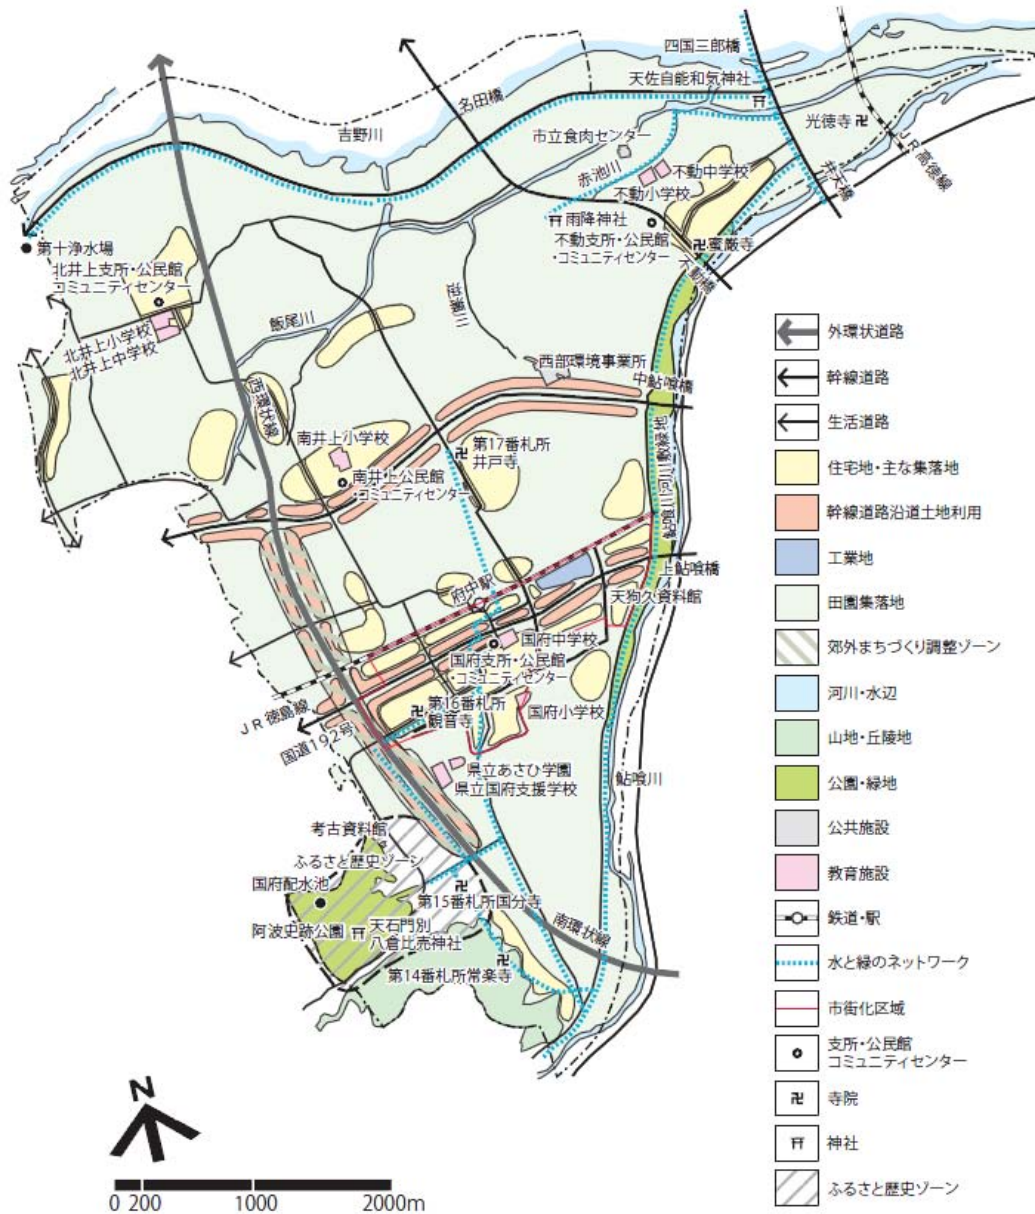 四国三郎橋
天佐自能和気神社
名田橋
吉野川
市立食肉センター
光徳寺
JR高徳線
赤池川
不動中学校
不動小学校
弁天橋
雨降神社
不動支所・公民館
・コミュニティセンター
蜜厳寺
不動橋
第十浄水場
北井上支所・公民館
コミュニティセンター
飯尾川
逆瀬川
北井上小学校
北井上中学校
西部環境事業所
中鮎喰橋
西環状線
南井上小学校
第17番札所
井戸寺
南井上公民館
・コミュニティセンター
鮎喰川河川敷緑地
上鮎喰橋
府中駅
天狗久資料館
国府中学校
国府支所・公民館
・コミュニティセンター
JR徳島線
国道192号
第16番札所
観音寺
国府小学校
県立あさひ学園
県立国府支援学校
鮎喰川
考古資料館
ふるさと歴史ゾーン
国府配水池
第15番札所国分寺
阿波史跡公園
天石門別
八倉比売神社
南環状線
第14番札所常楽寺
外環状道路
幹線道路
生活道路
住宅地・主な集落地
幹線道路沿道土地利用
工業地
田園集落地
郊外まちづくり調整ゾーン
河川・水辺
山地・丘陵地
公園・緑地
公共施設
教育施設
鉄道・駅
水と緑のネットワーク
市街化区域
支所・公民館
コミュニティセンター
寺院
神社
ふるさと歴史ゾーン
N
0 200 1000 2000m